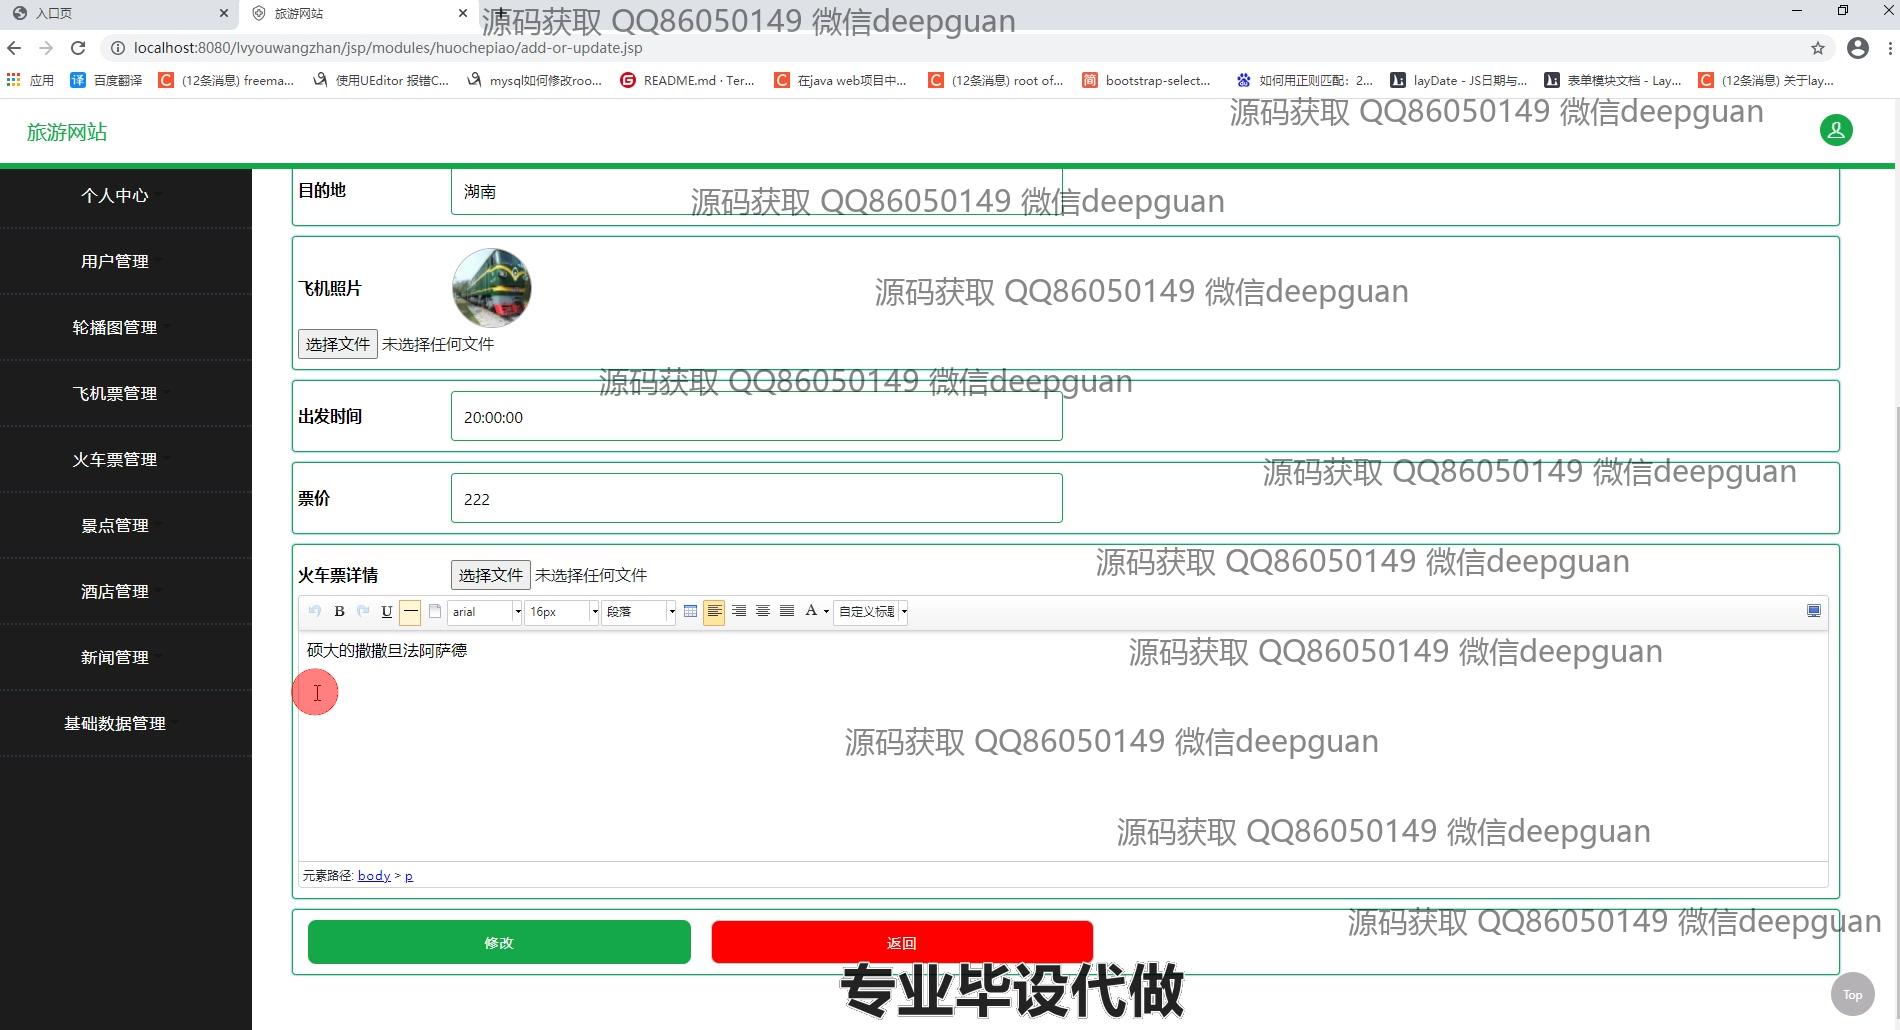 入口页
旅游网站
源码获取 QQ86050149 微信deepguan
localhost:8080/lvyouwangzhan/jsp/modules/huochepiao/add-or-update.jsp
应用
百度翻译
(12条消息) freema...
使用UEditor 报错C...
mysql如何修改roo...
README.md · Ter...
在java web项目中...
(12条消息) root of...
bootstrap-select...
如何用正则匹配：2...
layDate - JS日期与...
表单模块文档 - Lay...
(12条消息) 关于lay...
源码获取 QQ86050149 微信deepguan
旅游网站
个人中心
用户管理
轮播图管理
飞机票管理
火车票管理
景点管理
酒店管理
新闻管理
基础数据管理
目的地
湖南
源码获取 QQ86050149 微信deepguan
飞机照片
源码获取 QQ86050149 微信deepguan
选择文件 未选择任何文件
源码获取 QQ86050149 微信deepguan
出发时间
20:00:00
源码获取 QQ86050149 微信deepguan
票价
222
源码获取 QQ86050149 微信deepguan
火车票详情
选择文件 未选择任何文件
B U arial 16px 段落 A 自定义标题
硕大的撒撒旦法阿萨德
源码获取 QQ86050149 微信deepguan
源码获取 QQ86050149 微信deepguan
源码获取 QQ86050149 微信deepguan
元素路径: body > p
源码获取 QQ86050149 微信deepguan
修改
返回
专业毕设代做
Top